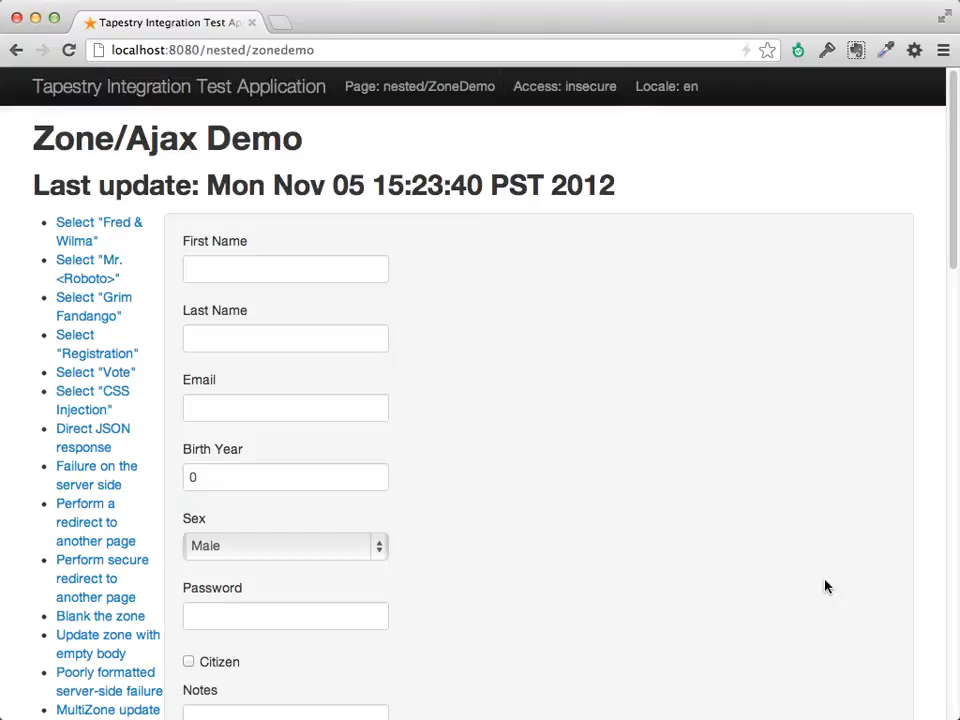 Tapestry Integration Test Ap
localhost:8080/nested/zonedemo
Tapestry Integration Test Application Page: nested/ZoneDemo Access: insecure Locale: en
Zone/Ajax Demo
Last update: Mon Nov 05 15:23:40 PST 2012
Select "Fred &
Wilma"
Select "Mr.
<Roboto>"
Select "Grim
Fandango"
Select
"Registration"
Select "Vote"
Select "CSS
Injection"
Direct JSON
response
Failure on the
server side
Perform a
redirect to
another page
Perform secure
redirect to
another page
Blank the zone
Update zone with
empty body
Poorly formatted
server-side failure
MultiZone update
First Name
Last Name
Email
Birth Year
0
Sex
Male
Password
Citizen
Notes